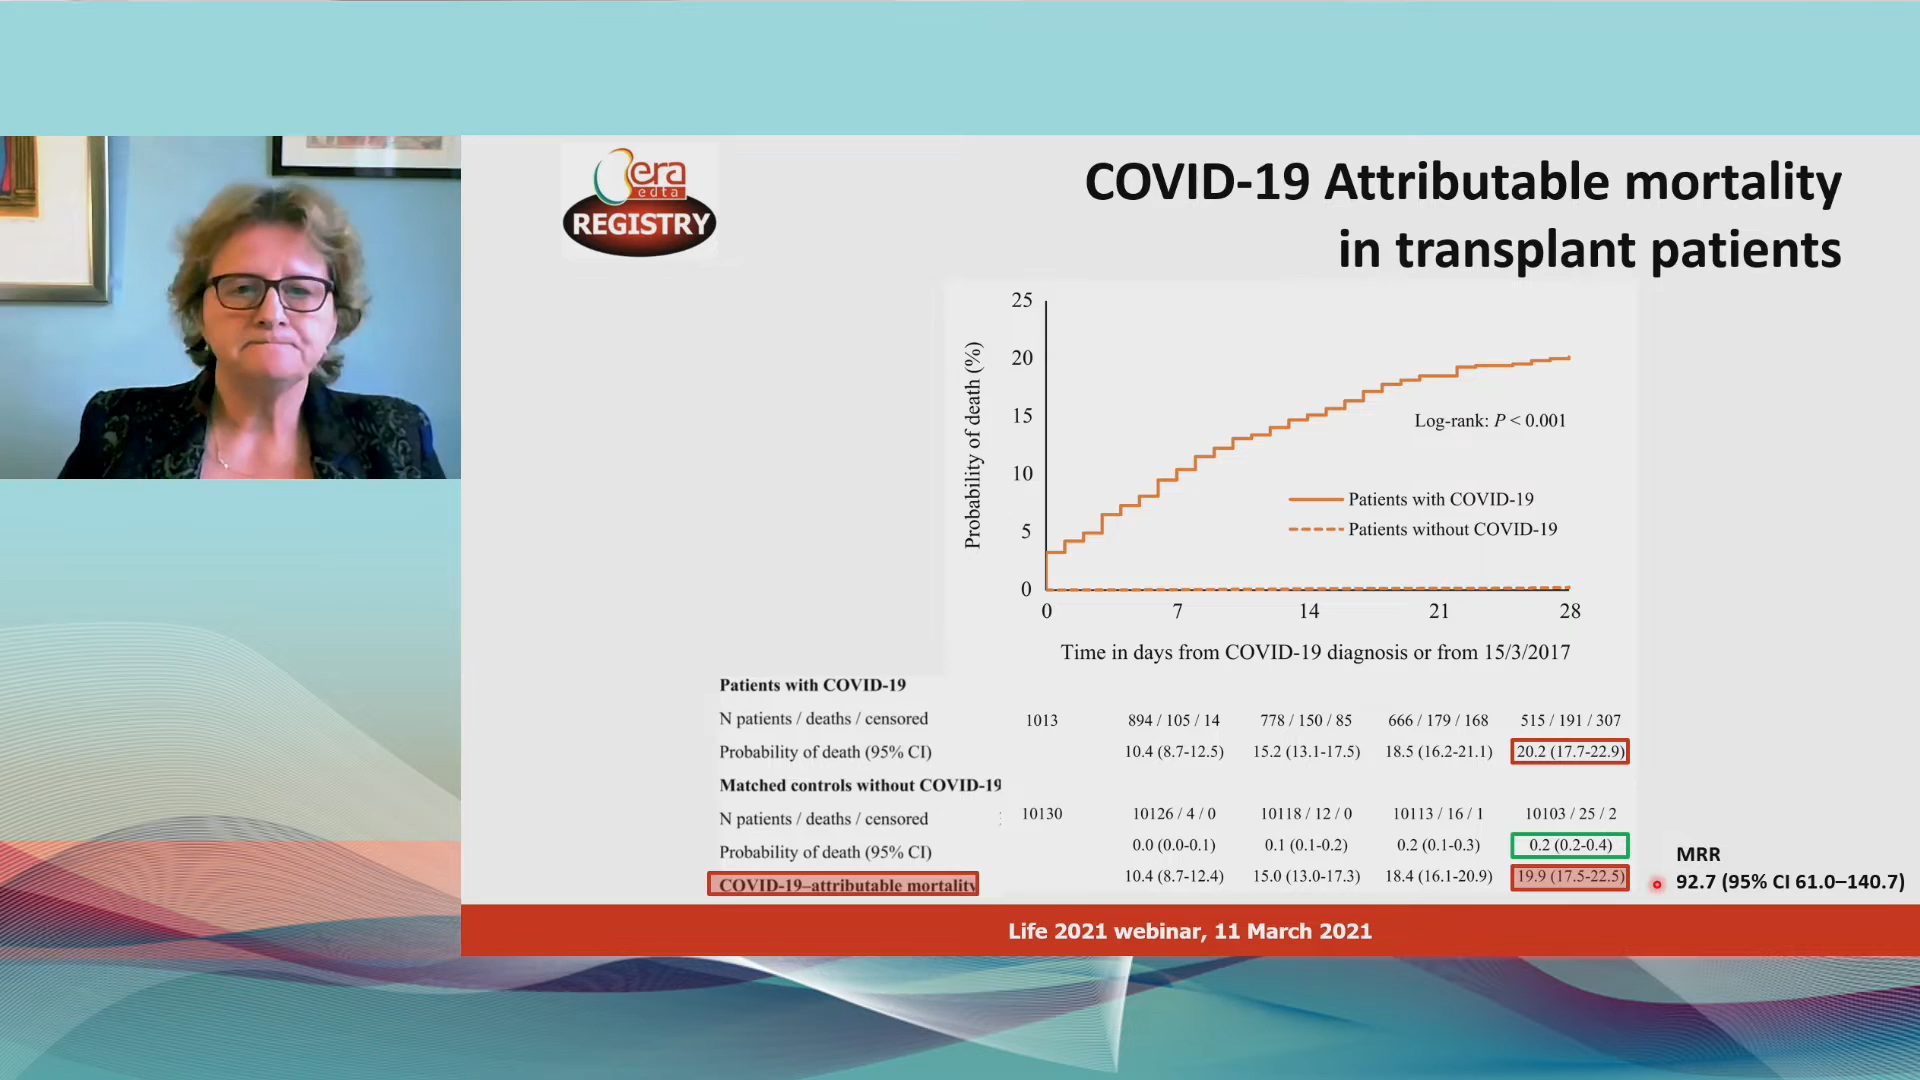 era
edta
REGISTRY
COVID-19 Attributable mortality
in transplant patients
25
20
15
10
5
0
Probability of death (%)
Log-rank: P < 0.001
Patients with COVID-19
Patients without COVID-19
0 7 14 21 28
Time in days from COVID-19 diagnosis or from 15/3/2017
Patients with COVID-19
N patients / deaths / censored 1013 894 / 105 / 14 778 / 150 / 85 666 / 179 / 168 515 / 191 / 307
Probability of death (95% CI) 10.4 (8.7-12.5) 15.2 (13.1-17.5) 18.5 (16.2-21.1) 20.2 (17.7-22.9)
Matched controls without COVID-19
N patients / deaths / censored 10130 10126 / 4 / 0 10118 / 12 / 0 10113 / 16 / 1 10103 / 25 / 2
Probability of death (95% CI) 0.0 (0.0-0.1) 0.1 (0.1-0.2) 0.2 (0.1-0.3) 0.2 (0.2-0.4)
COVID-19–attributable mortality 10.4 (8.7-12.4) 15.0 (13.0-17.3) 18.4 (16.1-20.9) 19.9 (17.5-22.5)
MRR
92.7 (95% CI 61.0–140.7)
Life 2021 webinar, 11 March 2021